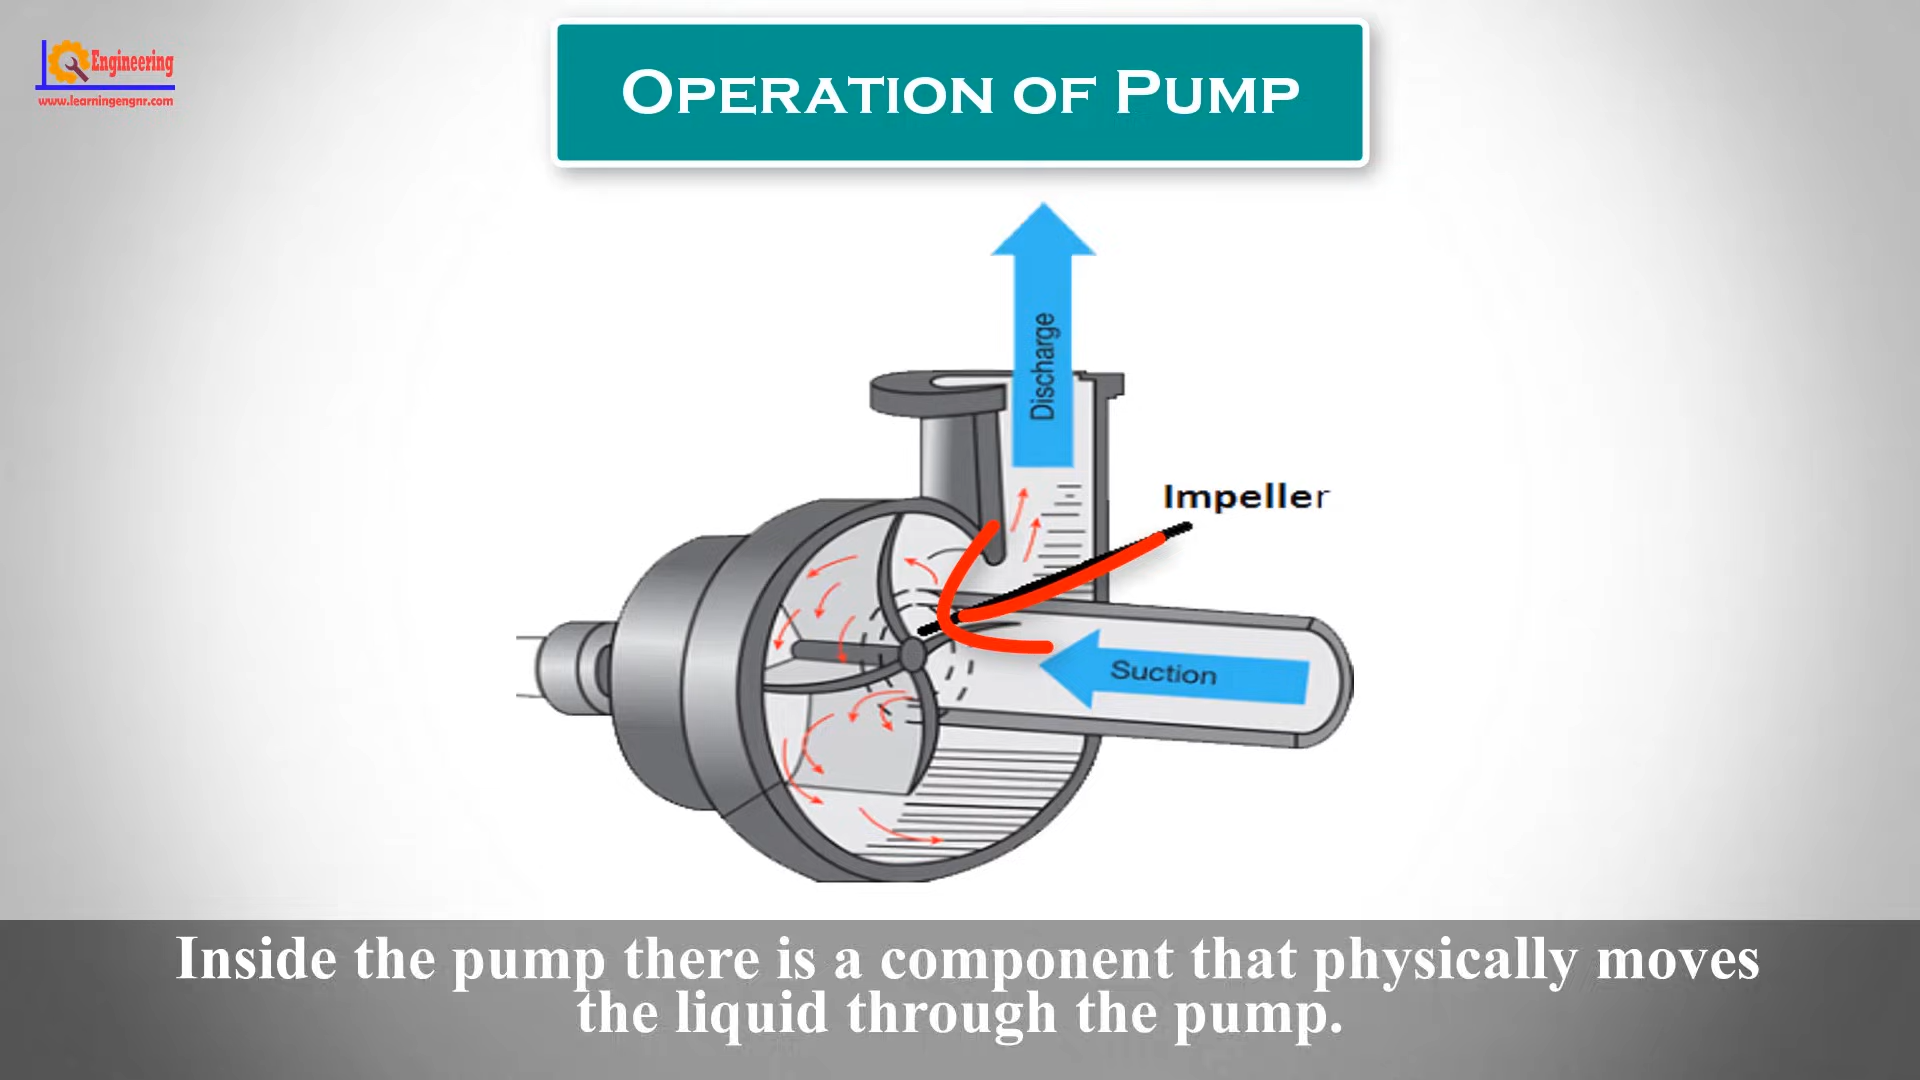 Engineering
www.learningengnr.com
Operation of Pump
Discharge
Impeller
Suction
Inside the pump there is a component that physically moves
the liquid through the pump.